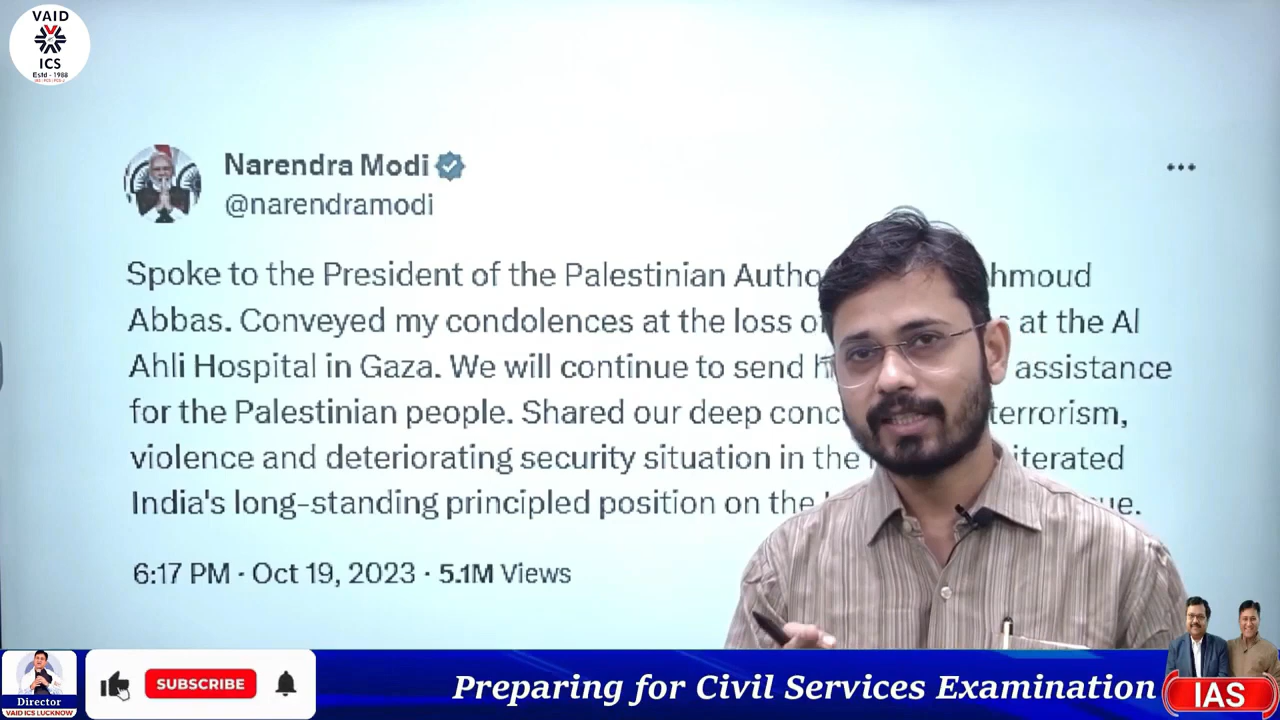 VAID
ICS
Estd - 1988
Narendra Modi
@narendramodi
Spoke to the President of the Palestinian Autho hmoud
Abbas. Conveyed my condolences at the loss o s at the Al
Ahli Hospital in Gaza. We will continue to send h assistance
for the Palestinian people. Shared our deep conc terrorism,
violence and deteriorating security situation in the iterated
India's long-standing principled position on the ue.
6:17 PM · Oct 19, 2023 · 5.1M Views
Director
VAID ICS LUCKNOW
SUBSCRIBE
Preparing for Civil Services Examination
IAS